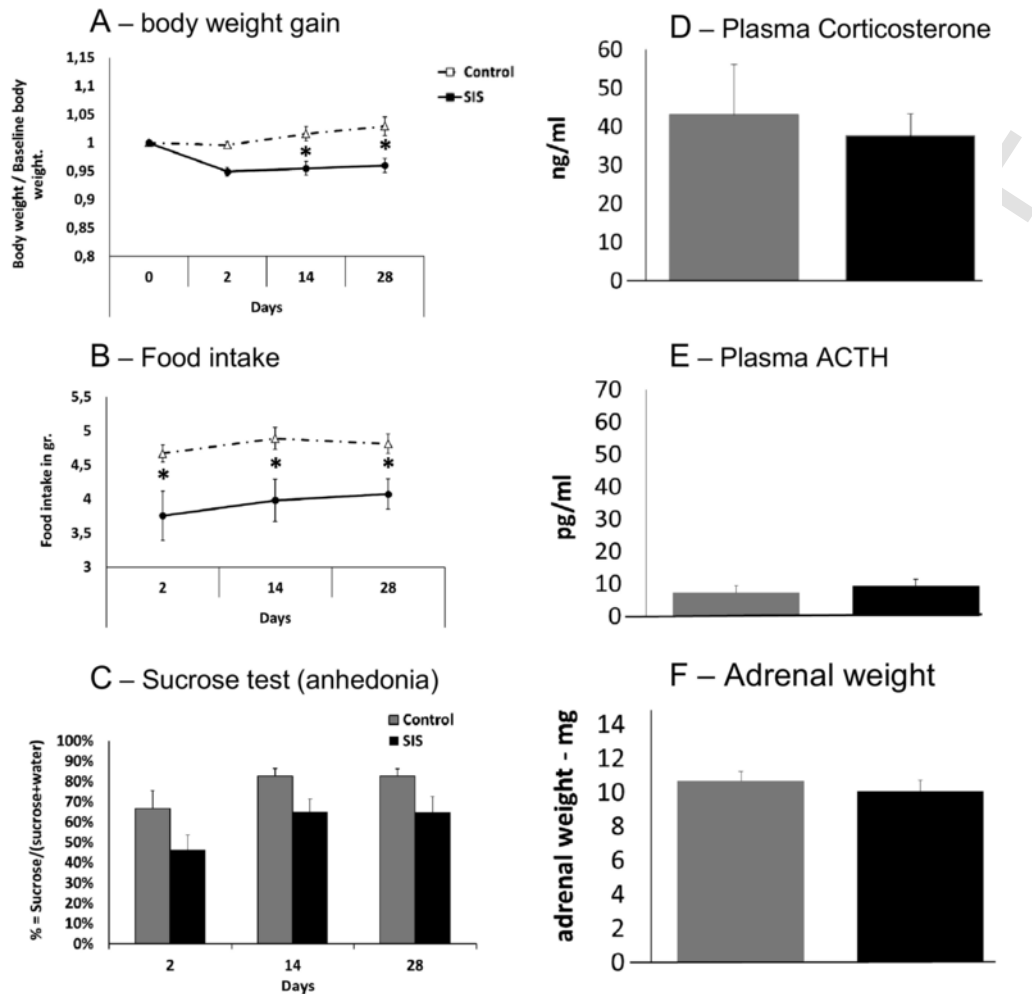 A – body weight gain
1,15
1,1
1,05
1
0,95
0,9
0,85
0,8
Body weight / Baseline body
weight.
Control
SIS
*
*
0 2 14 28
Days
B – Food intake
5,5
5
4,5
4
3,5
3
Food intake in gr.
* * *
2 14 28
Days
C – Sucrose test (anhedonia)
Control
SIS
100%
90%
80%
70%
60%
50%
40%
30%
20%
10%
0%
% = Sucrose/(sucrose+water)
2 14 28
Days
D – Plasma Corticosterone
60
50
40
30
20
10
0
ng/ml
E – Plasma ACTH
70
60
50
40
30
20
10
0
pg/ml
F – Adrenal weight
14
12
10
8
6
4
2
0
adrenal weight - mg